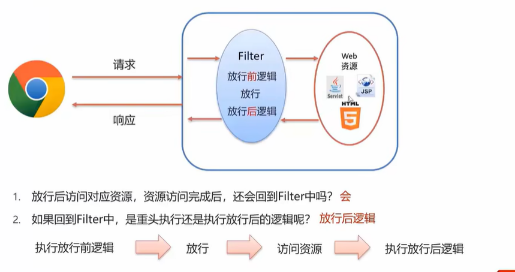 请求
响应
Filter
放行前逻辑
放行
放行后逻辑
Web
资源
Servlet
JSP
HTML
5
1. 放行后访问对应资源，资源访问完成后，还会回到Filter中吗？会
2. 如果回到Filter中，是重头执行还是执行放行后的逻辑呢？放行后逻辑
执行放行前逻辑 放行 访问资源 执行放行后逻辑